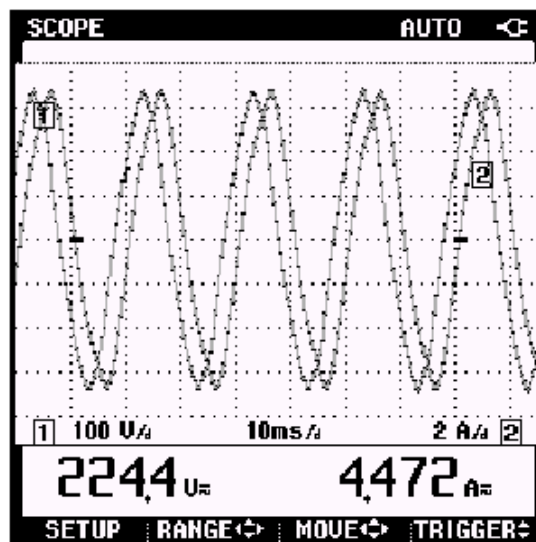 SCOPE AUTO
1
2
1 100 V/d 10ms/d 2 A/d 2
224.4 V≂ 4.472 A≂
SETUP RANGE MOVE TRIGGER